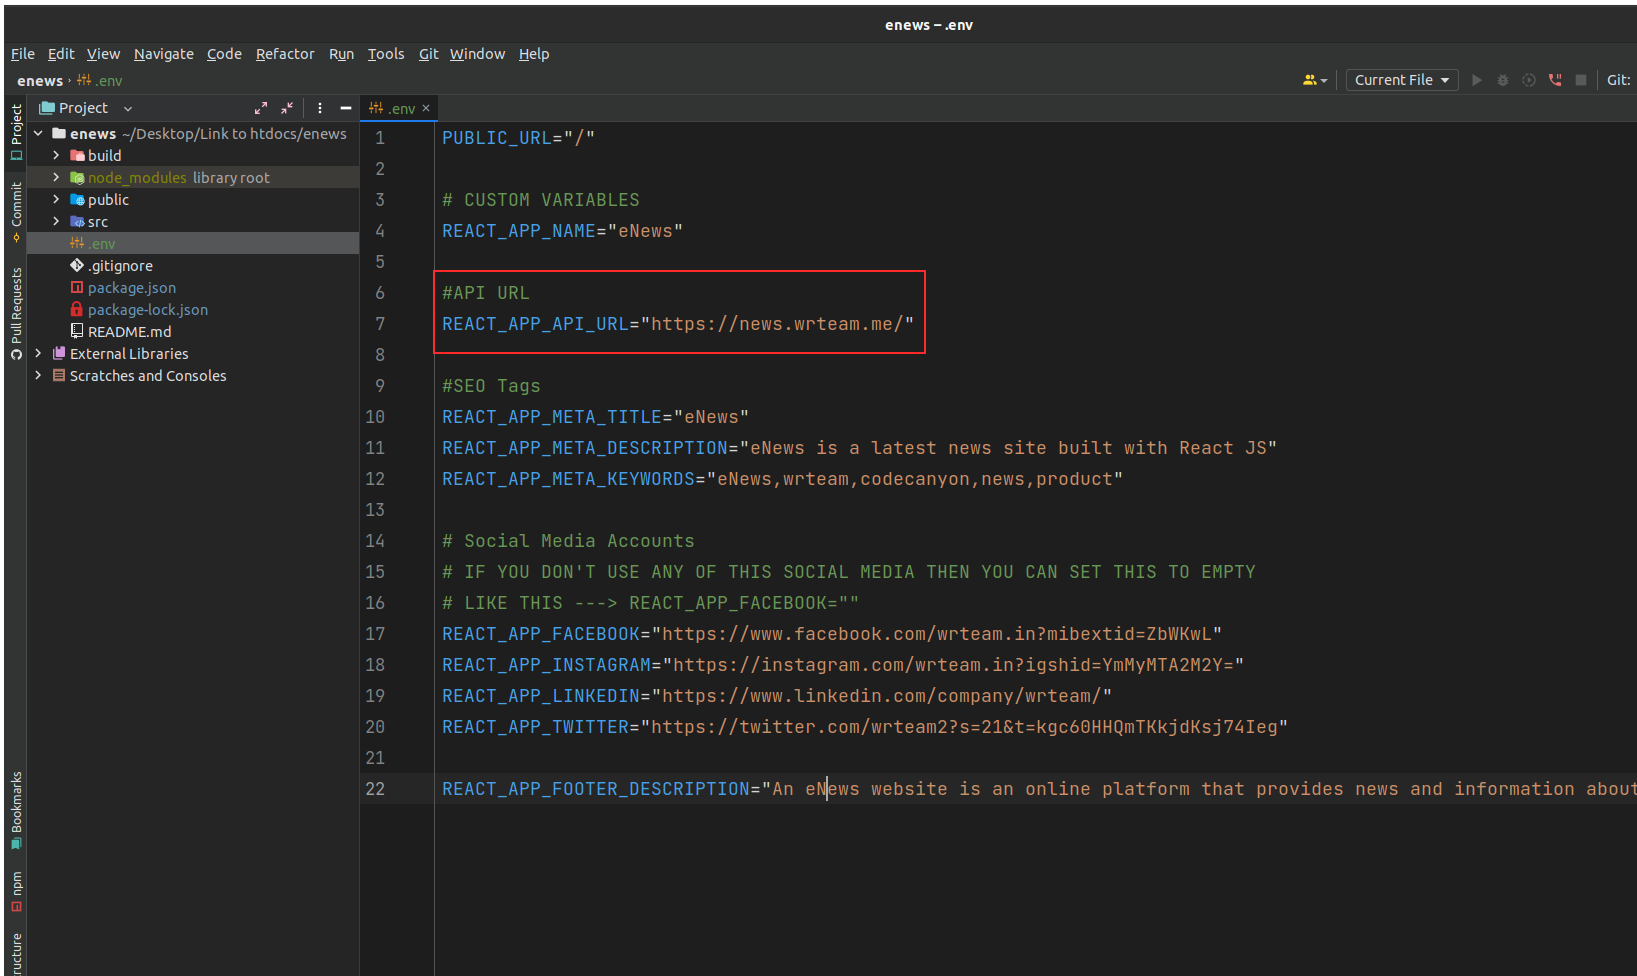 enews – .env
File Edit View Navigate Code Refactor Run Tools Git Window Help
enews › .env
Current File
Git:
Project
.env ×
enews ~/Desktop/Link to htdocs/enews
build
node_modules library root
public
src
.env
.gitignore
package.json
package-lock.json
README.md
External Libraries
Scratches and Consoles
Project
Commit
Pull Requests
Bookmarks
npm
ructure
1 PUBLIC_URL="/"
2
3 # CUSTOM VARIABLES
4 REACT_APP_NAME="eNews"
5
6 #API URL
7 REACT_APP_API_URL="https://news.wrteam.me/"
8
9 #SEO Tags
10 REACT_APP_META_TITLE="eNews"
11 REACT_APP_META_DESCRIPTION="eNews is a latest news site built with React JS"
12 REACT_APP_META_KEYWORDS="eNews,wrteam,codecanyon,news,product"
13
14 # Social Media Accounts
15 # IF YOU DON'T USE ANY OF THIS SOCIAL MEDIA THEN YOU CAN SET THIS TO EMPTY
16 # LIKE THIS ---> REACT_APP_FACEBOOK=""
17 REACT_APP_FACEBOOK="https://www.facebook.com/wrteam.in?mibextid=ZbWKwL"
18 REACT_APP_INSTAGRAM="https://instagram.com/wrteam.in?igshid=YmMyMTA2M2Y="
19 REACT_APP_LINKEDIN="https://www.linkedin.com/company/wrteam/"
20 REACT_APP_TWITTER="https://twitter.com/wrteam2?s=21&t=kgc60HHQmTKkjdKsj74Ieg"
21
22 REACT_APP_FOOTER_DESCRIPTION="An eNews website is an online platform that provides news and information about